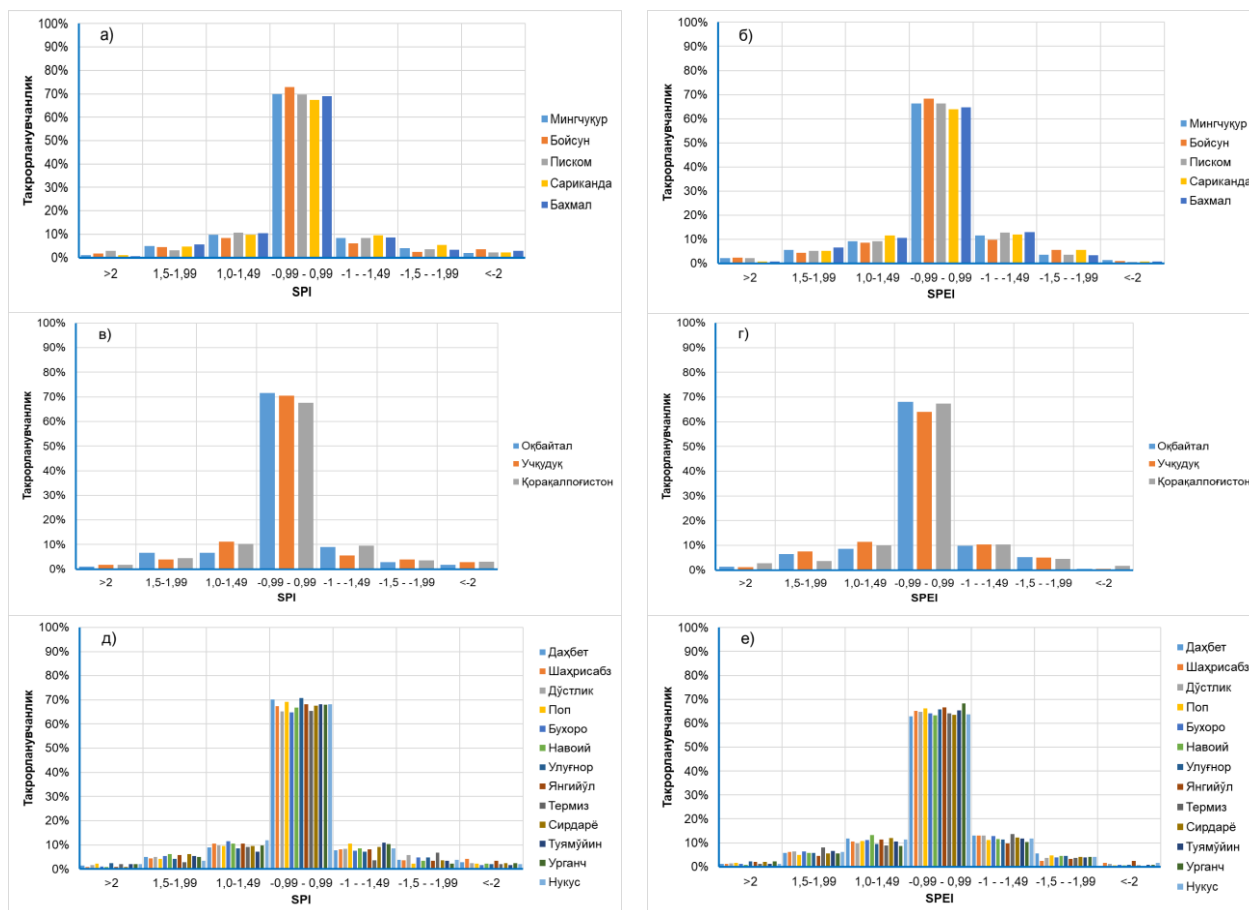 а)
100%
90%
80%
70%
60%
50%
40%
30%
20%
10%
0%
Такрорланувчанлик
>2 1,5-1,99 1,0-1,49 -0,99 - 0,99 -1 - -1,49 -1,5 - -1,99 <-2
SPI
Мингчуқур
Бойсун
Писком
Сариканда
Бахмал
б)
100%
90%
80%
70%
60%
50%
40%
30%
20%
10%
0%
Такрорланувчанлик
>2 1,5-1,99 1,0-1,49 -0,99 - 0,99 -1 - -1,49 -1,5 - -1,99 <-2
SPEI
Мингчуқур
Бойсун
Писком
Сариканда
Бахмал
в)
100%
90%
80%
70%
60%
50%
40%
30%
20%
10%
0%
Такрорланувчанлик
>2 1,5-1,99 1,0-1,49 -0,99 - 0,99 -1 - -1,49 -1,5 - -1,99 <-2
SPI
Оқбайтал
Учқудуқ
Қорақалпоғистон
г)
100%
90%
80%
70%
60%
50%
40%
30%
20%
10%
0%
Такрорланувчанлик
>2 1,5-1,99 1,0-1,49 -0,99 - 0,99 -1 - -1,49 -1,5 - -1,99 <-2
SPEI
Оқбайтал
Учқудуқ
Қорақалпоғистон
д)
100%
90%
80%
70%
60%
50%
40%
30%
20%
10%
0%
Такрорланувчанлик
>2 1,5-1,99 1,0-1,49 -0,99 - 0,99 -1 - -1,49 -1,5 - -1,99 <-2
SPI
Даҳбет
Шаҳрисабз
Дўстлик
Поп
Бухоро
Навоий
Улуғнор
Янгийўл
Термиз
Сирдарё
Туямўйин
Урганч
Нукус
е)
100%
90%
80%
70%
60%
50%
40%
30%
20%
10%
0%
Такрорланувчанлик
>2 1,5-1,99 1,0-1,49 -0,99 - 0,99 -1 - -1,49 -1,5 - -1,99 <-2
SPEI
Даҳбет
Шаҳрисабз
Дўстлик
Поп
Бухоро
Навоий
Улуғнор
Янгийўл
Термиз
Сирдарё
Туямўйин
Урганч
Нукус